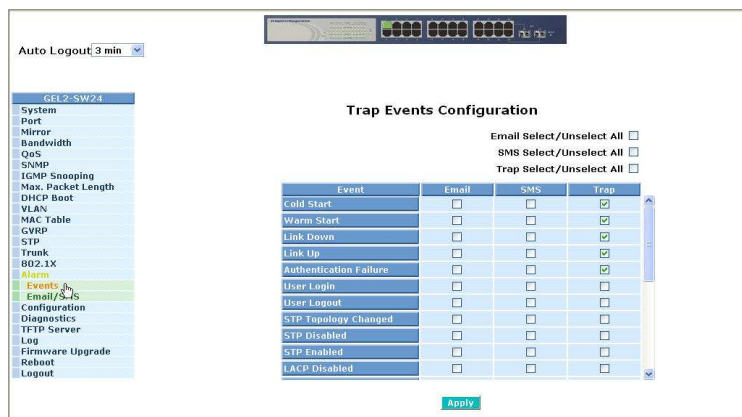 Auto Logout 3 min
GEL2-SW24
System
Port
Mirror
Bandwidth
QoS
SNMP
IGMP Snooping
Max. Packet Length
DHCP Boot
VLAN
MAC Table
GVRP
STP
Trunk
802.1X
Alarm
Events
Email/SMS
Configuration
Diagnostics
TFTP Server
Log
Firmware Upgrade
Reboot
Logout
Trap Events Configuration
Email Select/Unselect All
SMS Select/Unselect All
Trap Select/Unselect All
Event Email SMS Trap
Cold Start
Warm Start
Link Down
Link Up
Authentication Failure
User Login
User Logout
STP Topology Changed
STP Disabled
STP Enabled
LACP Disabled
Apply